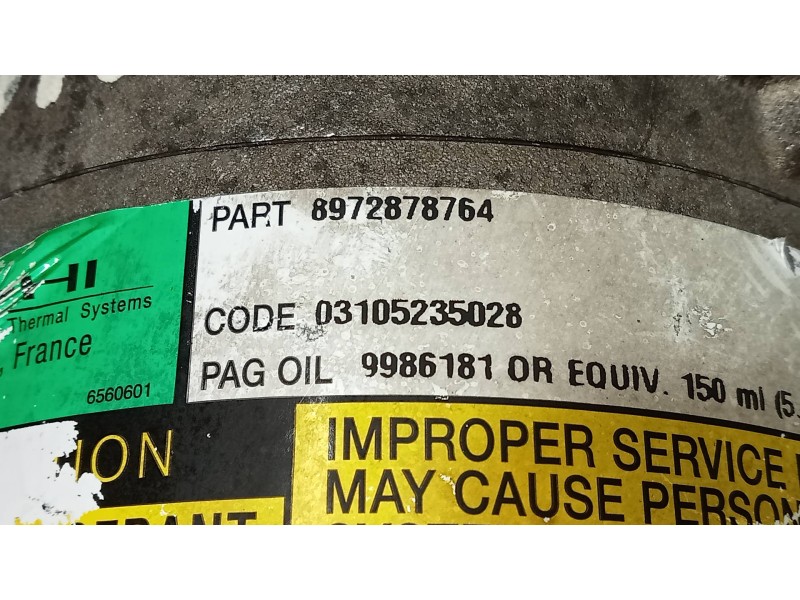 PART 8972878764
CODE 03105235028
PAG OIL 9986181 OR EQUIV. 150 ml (5.
Thermal Systems
, France
6560601
IMPROPER SERVICE
MAY CAUSE PERSON